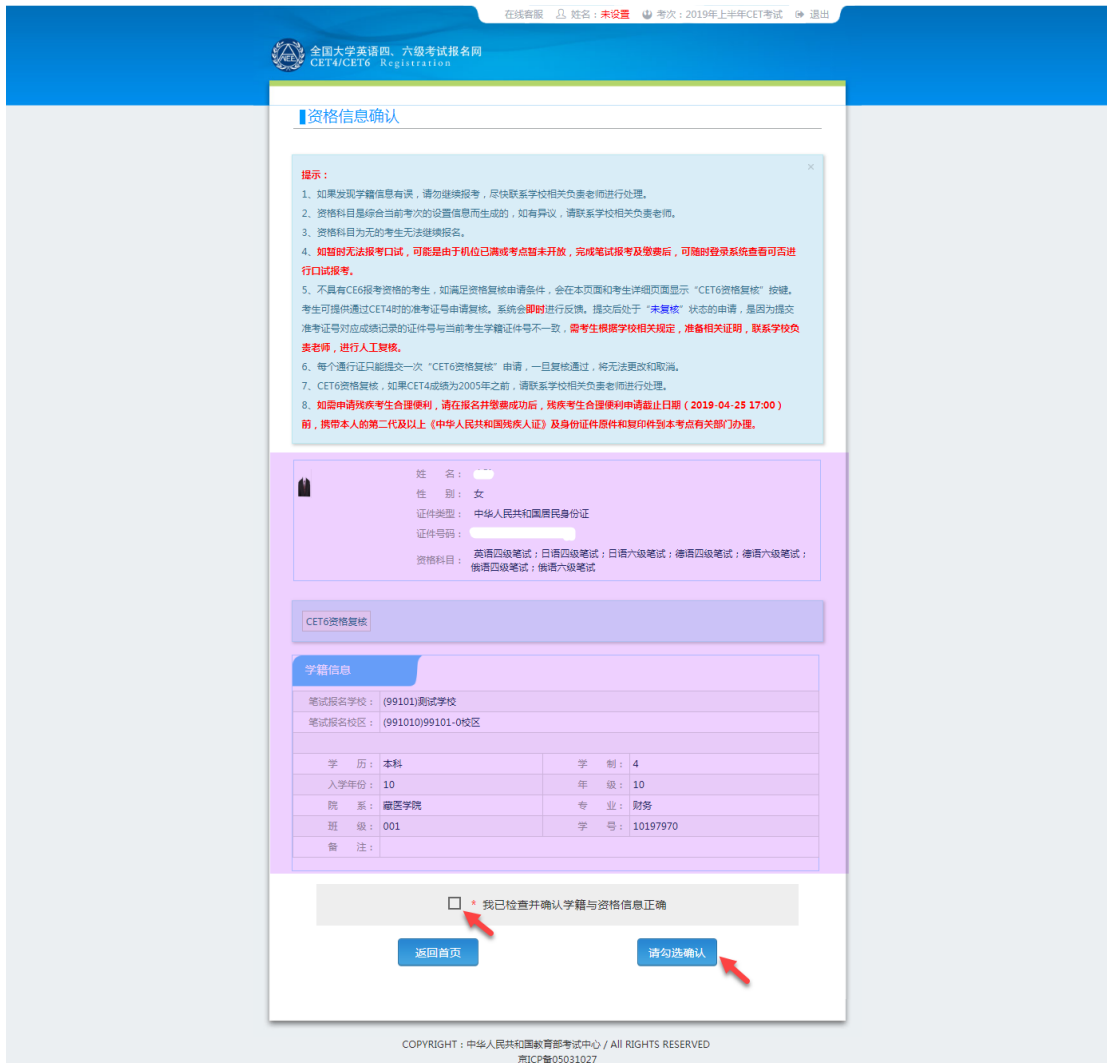 在线客服 姓名：未设置 考次：2019年上半年CET考试 退出
全国大学英语四、六级考试报名网
CET4/CET6 Registration
资格信息确认
×
提示：
1、如果发现学籍信息有误，请勿继续报考，尽快联系学校相关负责老师进行处理。
2、资格科目是综合当前考次的设置信息而生成的，如有异议，请联系学校相关负责老师。
3、资格科目为无的考生无法继续报名。
4、如暂时无法报考口试，可能是由于机位已满或考点暂未开放，完成笔试报考及缴费后，可随时登录系统查看可否进
行口试报考。
5、不具有CE6报考资格的考生，如满足资格复核申请条件，会在本页面和考生详细页面显示“CET6资格复核”按键。
考生可提供通过CET4时的准考证号申请复核。系统会即时进行反馈。提交后处于“未复核”状态的申请，是因为提交
准考证号对应成绩记录的证件号与当前考生学籍证件号不一致，需考生根据学校相关规定，准备相关证明，联系学校负
责老师，进行人工复核。
6、每个通行证只能提交一次“CET6资格复核”申请，一旦复核通过，将无法更改和取消。
7、CET6资格复核，如果CET4成绩为2005年之前，请联系学校相关负责老师进行处理。
8、如需申请残疾考生合理便利，请在报名并缴费成功后，残疾考生合理便利申请截止日期（2019-04-25 17:00）
前，携带本人的第二代及以上《中华人民共和国残疾人证》及身份证件原件和复印件到本考点有关部门办理。
姓 名：
性 别：女
证件类型：中华人民共和国居民身份证
证件号码：
资格科目：英语四级笔试；日语四级笔试；日语六级笔试；德语四级笔试；德语六级笔试；
俄语四级笔试；俄语六级笔试
CET6资格复核
学籍信息
笔试报名学校：(99101)测试学校
笔试报名校区：(991010)99101-0校区
学 历：本科 学 制：4
入学年份：10 年 级：10
院 系：藏医学院 专 业：财务
班 级：001 学 号：10197970
备 注：
* 我已检查并确认学籍与资格信息正确
返回首页 请勾选确认
COPYRIGHT：中华人民共和国教育部考试中心 / All RIGHTS RESERVED
京ICP备05031027